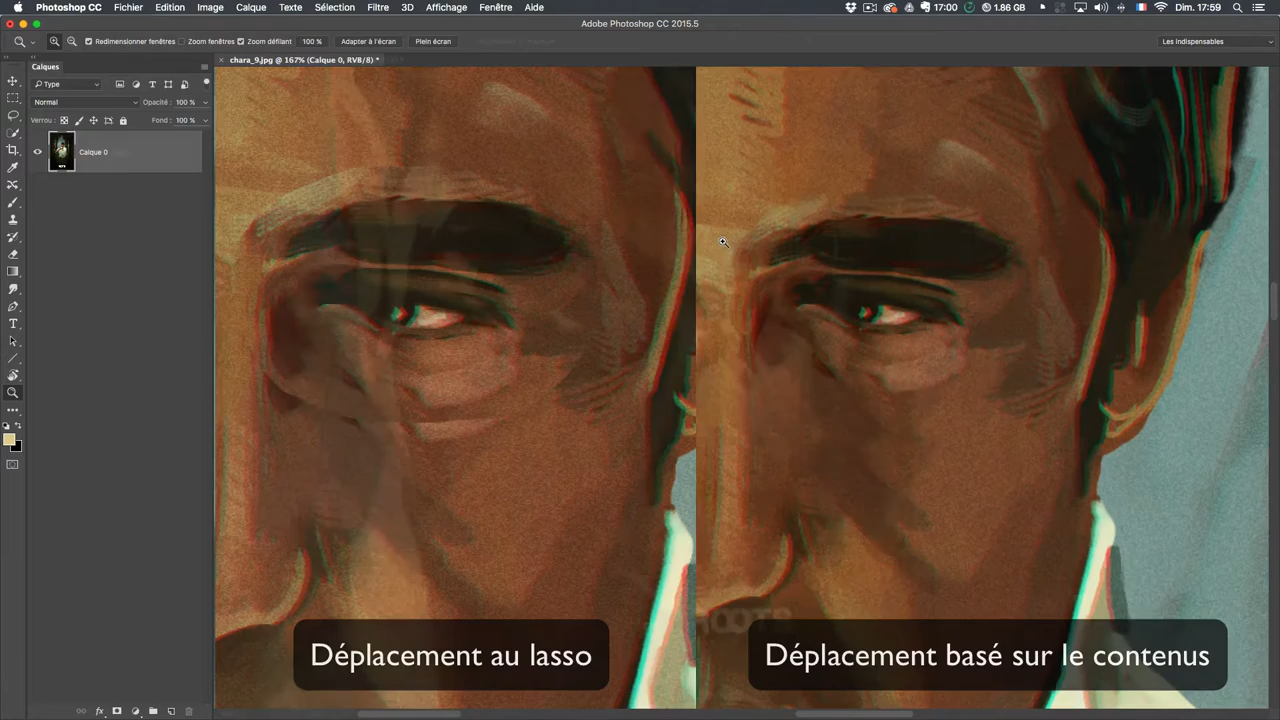 Photoshop CC Fichier Edition Image Calque Texte Sélection Filtre 3D Affichage Fenêtre Aide 17:00 1.86 GB Dim. 17:59
Adobe Photoshop CC 2015.5
Redimensionner fenêtres Zoom fenêtres Zoom défilant 100 % Adapter à l'écran Plein écran Les indispensables
chara_9.jpg @ 167% (Calque 0, RVB/8) *
Calques
Type
Normal Opacité : 100 %
Verrou : Fond : 100 %
Calque 0
Déplacement au lasso
Déplacement basé sur le contenus